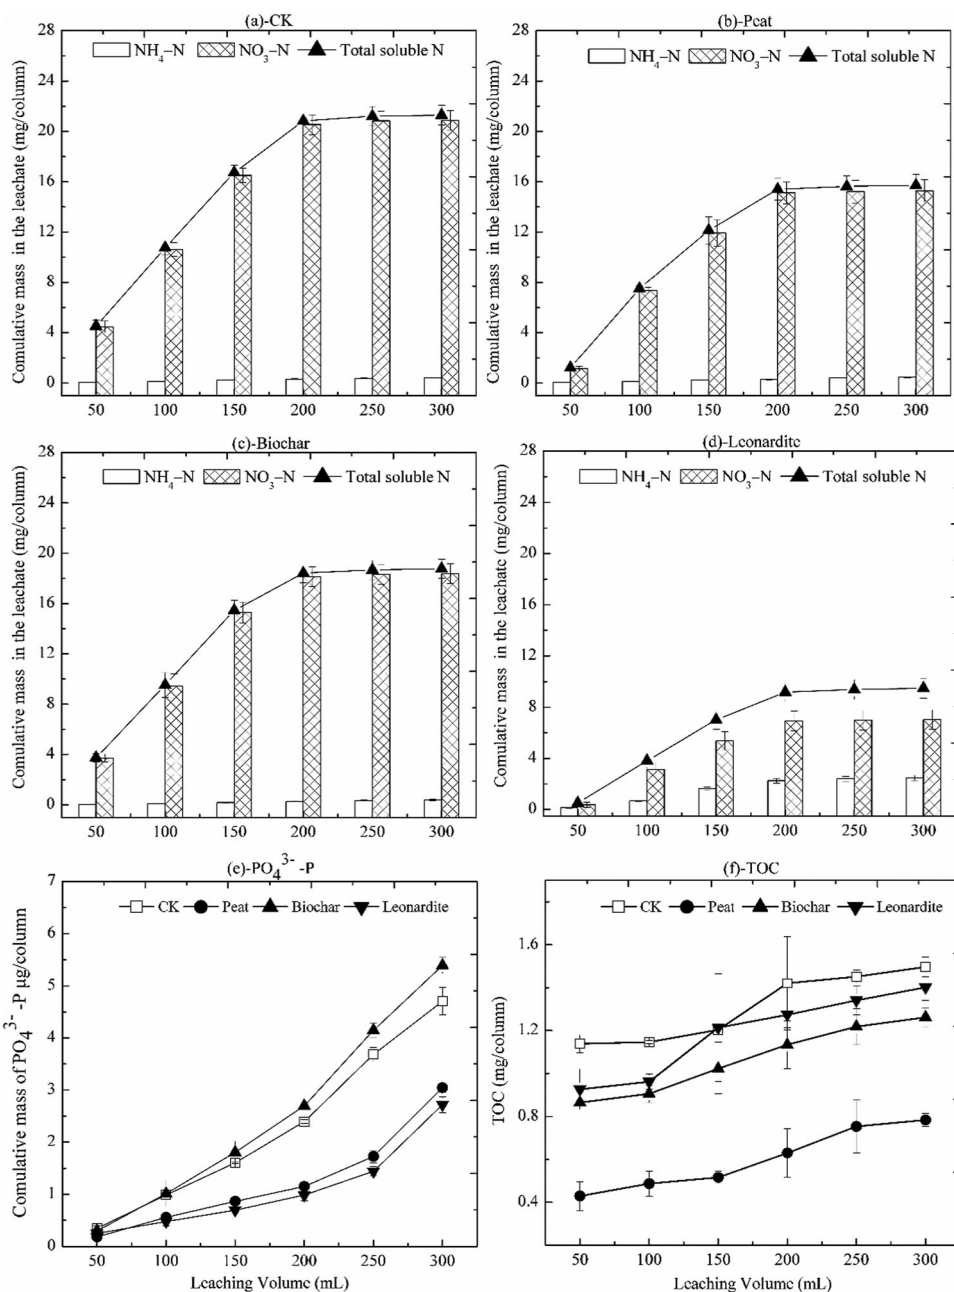 (a)-CK
NH₄–N NO₃–N Total soluble N
Comulative mass in the leachate (mg/column)
28
24
20
16
12
8
4
0
50 100 150 200 250 300
(b)-Peat
NH₄–N NO₃–N Total soluble N
Comulative mass in the leachate (mg/column)
28
24
20
16
12
8
4
0
50 100 150 200 250 300
(c)-Biochar
NH₄–N NO₃–N Total soluble N
Comulative mass in the leachate (mg/column)
28
24
20
16
12
8
4
0
50 100 150 200 250 300
(d)-Leonardite
NH₄–N NO₃–N Total soluble N
Comulative mass in the leachate (mg/column)
28
24
20
16
12
8
4
0
50 100 150 200 250 300
(e)-PO₄³⁻ -P
CK Peat Biochar Leonardite
Comulative mass of PO₄³⁻ -P μg/column
7
6
5
4
3
2
1
0
50 100 150 200 250 300
Leaching Volume (mL)
(f)-TOC
CK Peat Biochar Leonardite
TOC (mg/column)
1.6
1.2
0.8
0.4
50 100 150 200 250 300
Leaching Volume (mL)